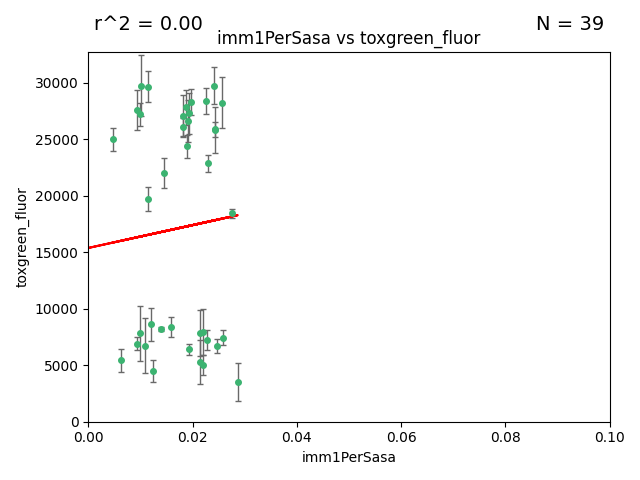 r^2 = 0.00
N = 39
imm1PerSasa vs toxgreen_fluor
30000
25000
20000
15000
10000
5000
0
toxgreen_fluor
0.00 0.02 0.04 0.06 0.08 0.10
imm1PerSasa